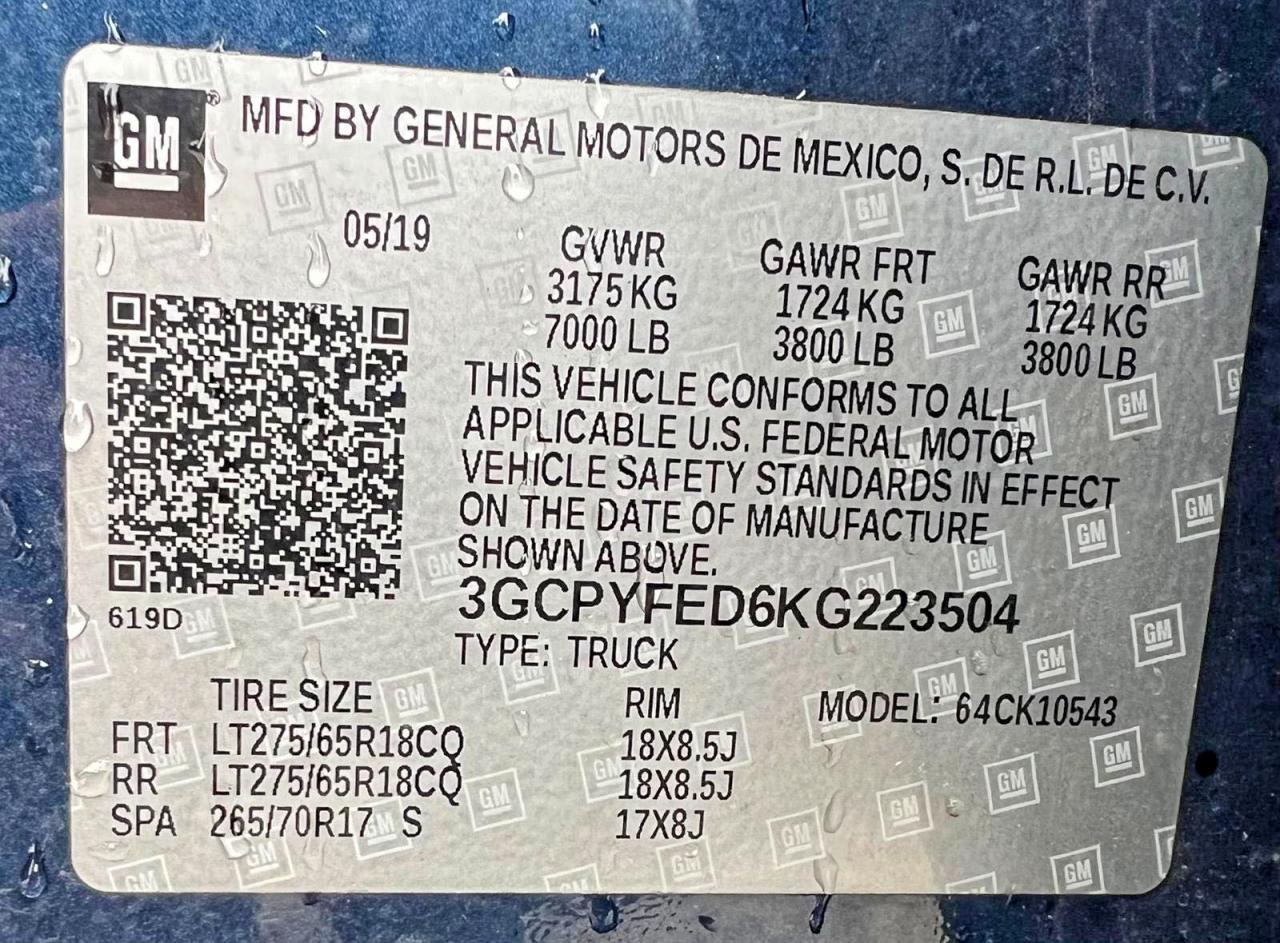 GM
MFD BY GENERAL MOTORS DE MEXICO, S. DE R.L. DE C.V.
05/19
GVWR GAWR FRT GAWR RR
3175 KG 1724 KG 1724 KG
7000 LB 3800 LB 3800 LB
THIS VEHICLE CONFORMS TO ALL
APPLICABLE U.S. FEDERAL MOTOR
VEHICLE SAFETY STANDARDS IN EFFECT
ON THE DATE OF MANUFACTURE
SHOWN ABOVE.
3GCPYFED6KG223504
619D
TYPE: TRUCK
TIRE SIZE RIM MODEL: 64CK10543
FRT LT275/65R18CQ 18X8.5J
RR LT275/65R18CQ 18X8.5J
SPA 265/70R17 S 17X8J